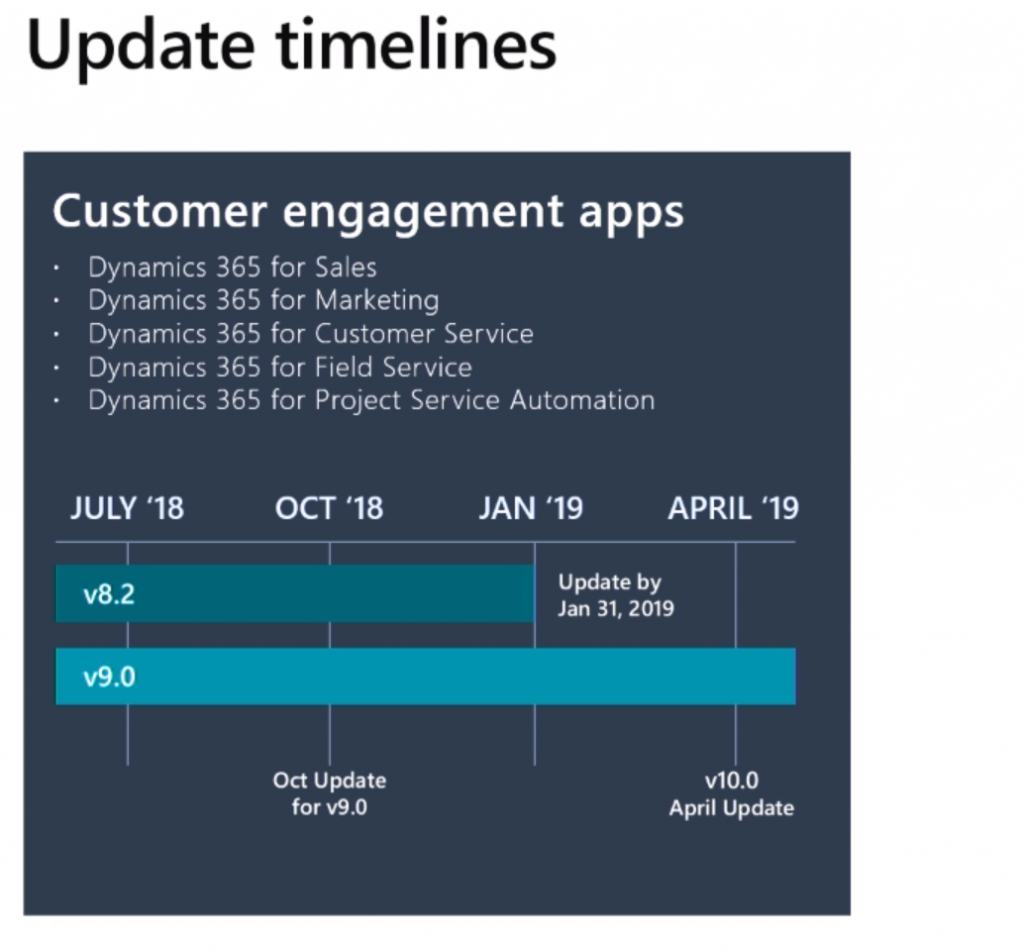 Update timelines
Customer engagement apps
· Dynamics 365 for Sales
· Dynamics 365 for Marketing
· Dynamics 365 for Customer Service
· Dynamics 365 for Field Service
· Dynamics 365 for Project Service Automation
JULY ‘18 OCT ‘18 JAN ‘19 APRIL ‘19
v8.2
Update by
Jan 31, 2019
v9.0
Oct Update
for v9.0
v10.0
April Update